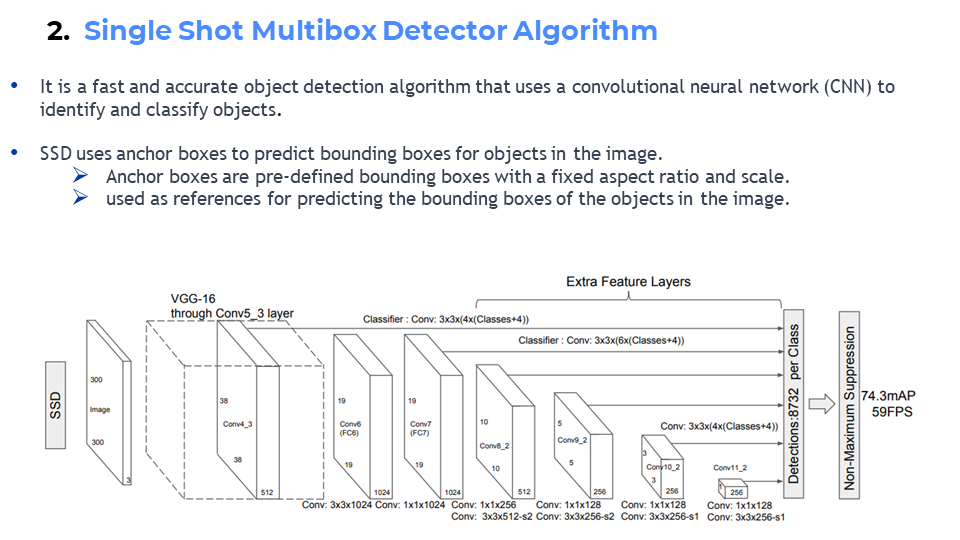 2. Single Shot Multibox Detector Algorithm
• It is a fast and accurate object detection algorithm that uses a convolutional neural network (CNN) to
identify and classify objects.
• SSD uses anchor boxes to predict bounding boxes for objects in the image.
➢ Anchor boxes are pre-defined bounding boxes with a fixed aspect ratio and scale.
➢ used as references for predicting the bounding boxes of the objects in the image.
Extra Feature Layers
VGG-16
through Conv5_3 layer
Classifier : Conv: 3x3x(4x(Classes+4))
Classifier : Conv: 3x3x(6x(Classes+4))
SSD
300
Image
300
3
38
Conv4_3
38
512
19
Conv6
(FC6)
19
1024
19
Conv7
(FC7)
19
1024
10
Conv8_2
10
512
5
Conv9_2
5
256
Conv: 3x3x(4x(Classes+4))
3
Conv10_2
3
256
Conv11_2
1
256
Detections:8732 per Class
Non-Maximum Suppression
74.3mAP
59FPS
Conv: 3x3x1024
Conv: 1x1x1024
Conv: 1x1x256
Conv: 3x3x512-s2
Conv: 1x1x128
Conv: 3x3x256-s2
Conv: 1x1x128
Conv: 3x3x256-s1
Conv: 1x1x128
Conv: 3x3x256-s1